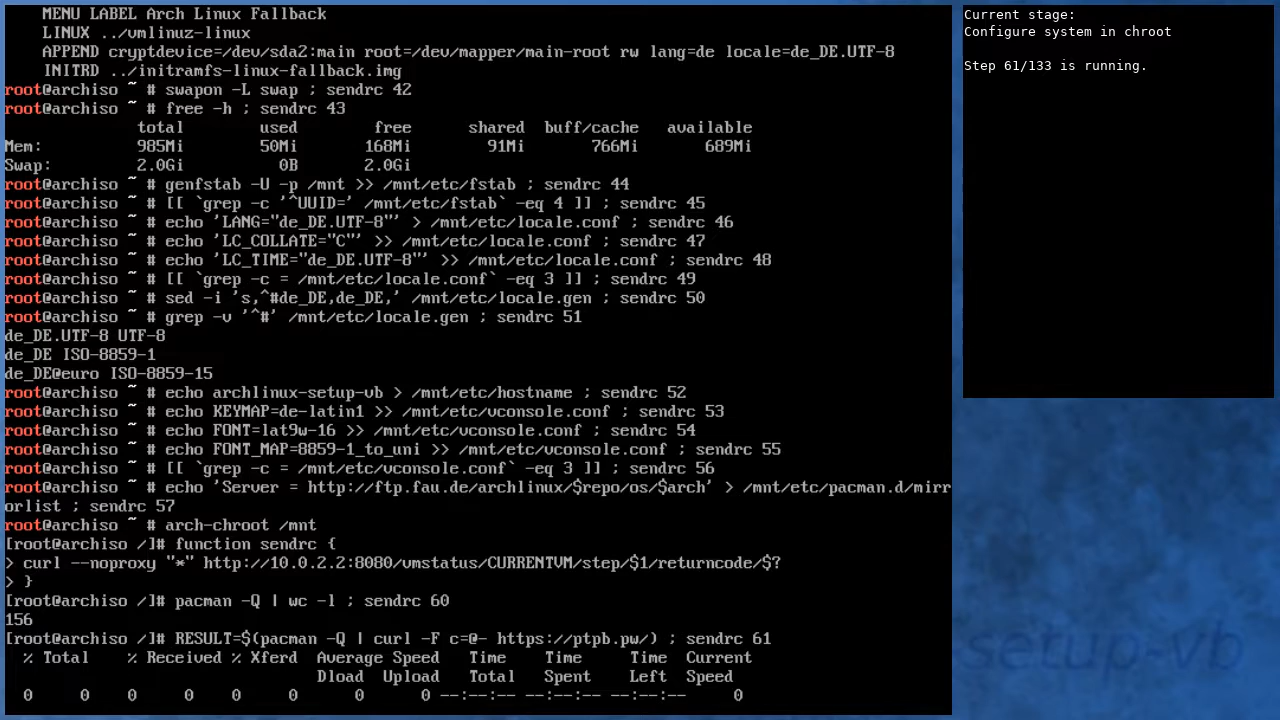 MENU LABEL Arch Linux Fallback
LINUX ../vmlinuz-linux
APPEND cryptdevice=/dev/sda2:main root=/dev/mapper/main-root rw lang=de locale=de_DE.UTF-8
INITRD ../initramfs-linux-fallback.img
root@archiso ~ # swapon -L swap ; sendrc 42
root@archiso ~ # free -h ; sendrc 43
total used free shared buff/cache available
Mem: 985Mi 50Mi 168Mi 91Mi 766Mi 689Mi
Swap: 2.0Gi 0B 2.0Gi
root@archiso ~ # genfstab -U -p /mnt >> /mnt/etc/fstab ; sendrc 44
root@archiso ~ # [[ `grep -c '^UUID=' /mnt/etc/fstab` -eq 4 ]] ; sendrc 45
root@archiso ~ # echo 'LANG="de_DE.UTF-8"' > /mnt/etc/locale.conf ; sendrc 46
root@archiso ~ # echo 'LC_COLLATE="C"' >> /mnt/etc/locale.conf ; sendrc 47
root@archiso ~ # echo 'LC_TIME="de_DE.UTF-8"' >> /mnt/etc/locale.conf ; sendrc 48
root@archiso ~ # [[ `grep -c = /mnt/etc/locale.conf` -eq 3 ]] ; sendrc 49
root@archiso ~ # sed -i 's,^#de_DE,de_DE,' /mnt/etc/locale.gen ; sendrc 50
root@archiso ~ # grep -v '^#' /mnt/etc/locale.gen ; sendrc 51
de_DE.UTF-8 UTF-8
de_DE ISO-8859-1
de_DE@euro ISO-8859-15
root@archiso ~ # echo archlinux-setup-vb > /mnt/etc/hostname ; sendrc 52
root@archiso ~ # echo KEYMAP=de-latin1 >> /mnt/etc/vconsole.conf ; sendrc 53
root@archiso ~ # echo FONT=lat9w-16 >> /mnt/etc/vconsole.conf ; sendrc 54
root@archiso ~ # echo FONT_MAP=8859-1_to_uni >> /mnt/etc/vconsole.conf ; sendrc 55
root@archiso ~ # [[ `grep -c = /mnt/etc/vconsole.conf` -eq 3 ]] ; sendrc 56
root@archiso ~ # echo 'Server = http://ftp.fau.de/archlinux/$repo/os/$arch' > /mnt/etc/pacman.d/mirr
orlist ; sendrc 57
root@archiso ~ # arch-chroot /mnt
[root@archiso /]# function sendrc {
> curl --noproxy "*" http://10.0.2.2:8080/vmstatus/CURRENTVM/step/$1/returncode/$?
> }
[root@archiso /]# pacman -Q | wc -l ; sendrc 60
156
[root@archiso /]# RESULT=$(pacman -Q | curl -F c=@- https://ptpb.pw/) ; sendrc 61
% Total % Received % Xferd Average Speed Time Time Time Current
Dload Upload Total Spent Left Speed
0 0 0 0 0 0 0 0 --:--:-- --:--:-- --:--:-- 0
Current stage:
Configure system in chroot
Step 61/133 is running.
setup-vb